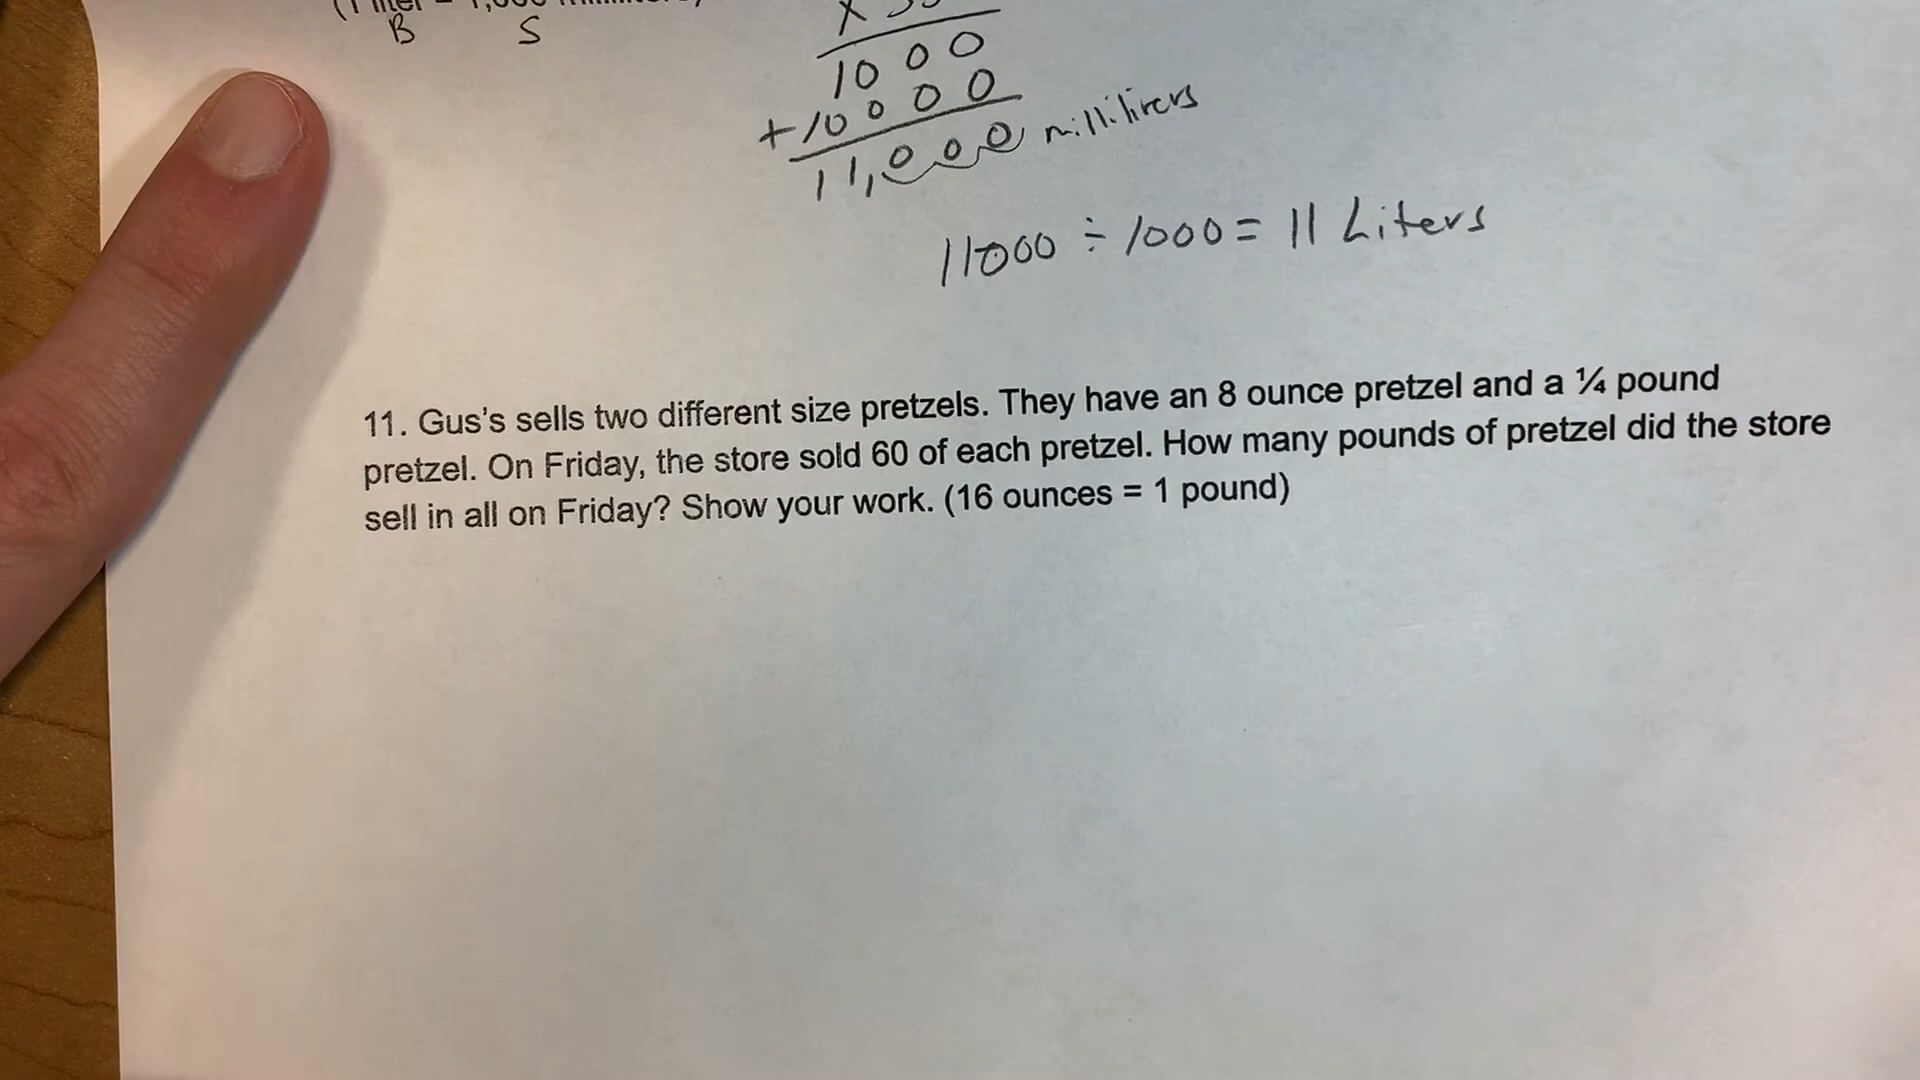 B S
1000
+10000
11,000 millilirers
11000 ÷ 1000 = 11 Liters
11. Gus's sells two different size pretzels. They have an 8 ounce pretzel and a ¼ pound
pretzel. On Friday, the store sold 60 of each pretzel. How many pounds of pretzel did the store
sell in all on Friday? Show your work. (16 ounces = 1 pound)